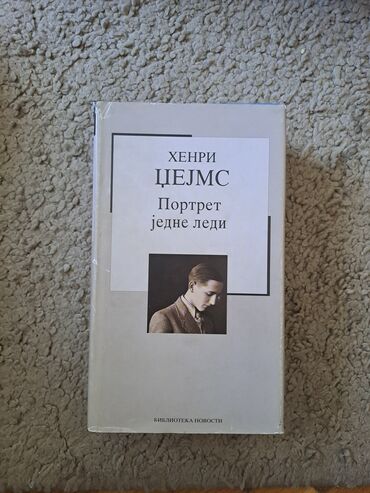 ХЕНРИ
ЏЕЈМС
Портрет
једне леди
БИБЛИОТЕКА НОВОСТИ